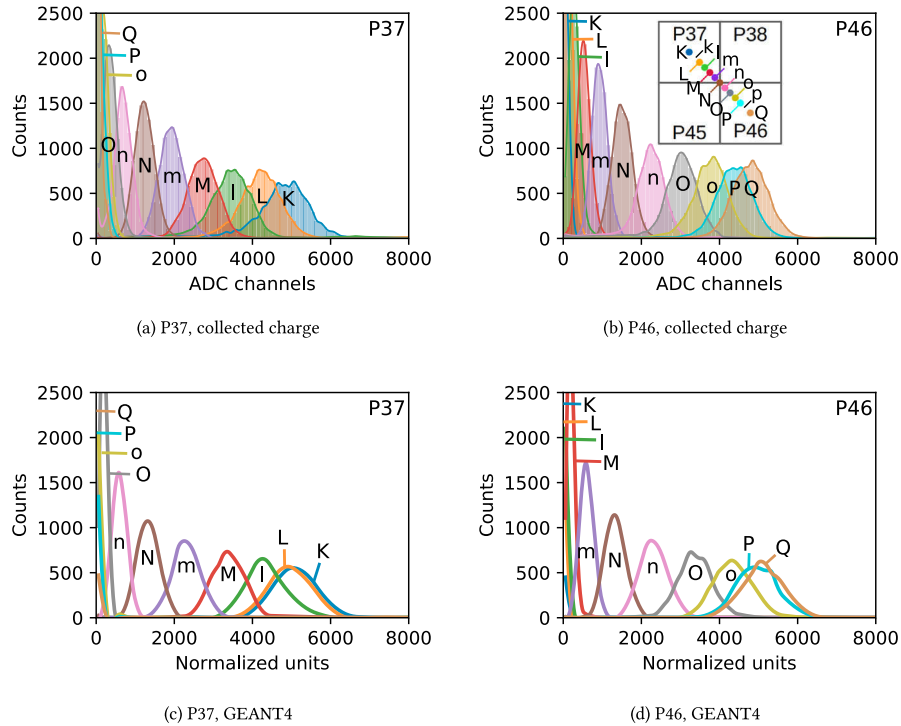 P37
Q
P
o
O
n
N
m
M
l
L
K
2500
2000
1500
1000
500
0
Counts
0 2000 4000 6000 8000
ADC channels
(a) P37, collected charge
P46
K
L
l
M
m
N
n
O
o
P
Q
P37 P38
K k l
m
L n
M o
N p
O
P Q
P45 P46
2500
2000
1500
1000
500
0
Counts
0 2000 4000 6000 8000
ADC channels
(b) P46, collected charge
P37
Q
P
o
O
n
N
m
M
l
L
K
2500
2000
1500
1000
500
0
Counts
0 2000 4000 6000 8000
Normalized units
(c) P37, GEANT4
P46
K
L
l
M
m
N
n
O
o
P
Q
2500
2000
1500
1000
500
0
Counts
0 2000 4000 6000 8000
Normalized units
(d) P46, GEANT4